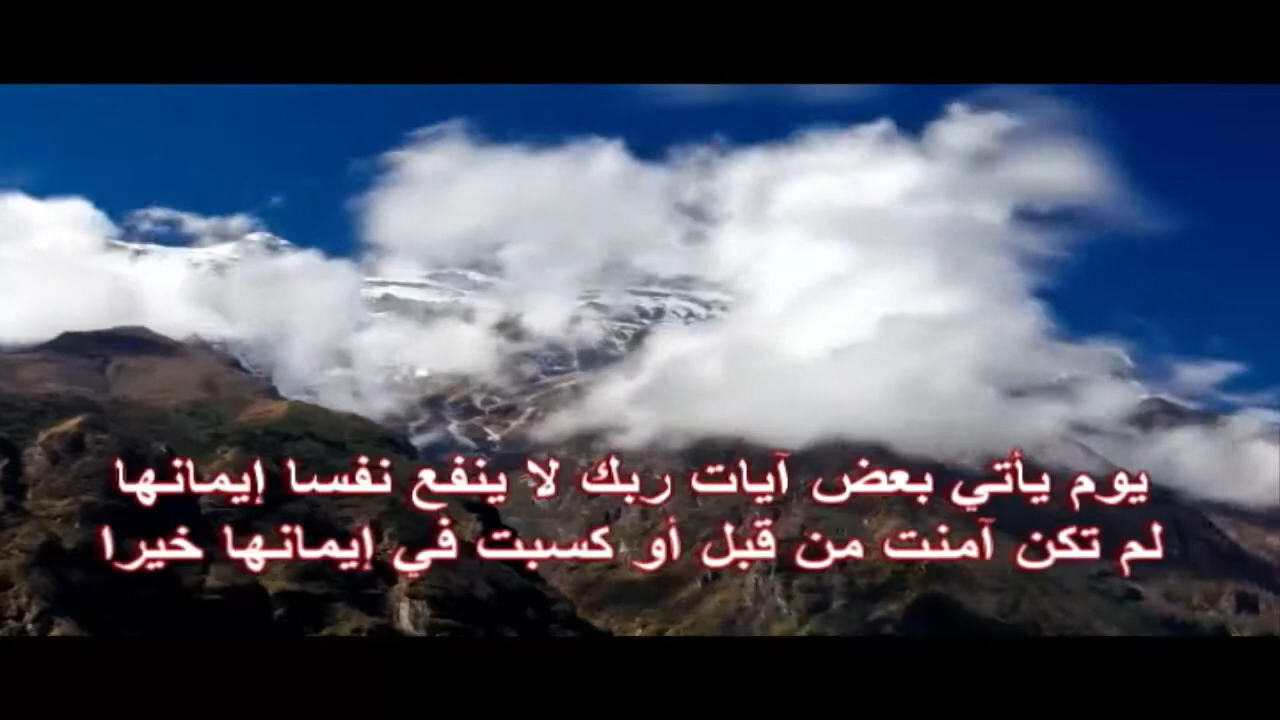 يوم يأتي بعض آيات ربك لا ينفع نفسا إيمانها
لم تكن آمنت من قبل أو كسبت في إيمانها خيرا